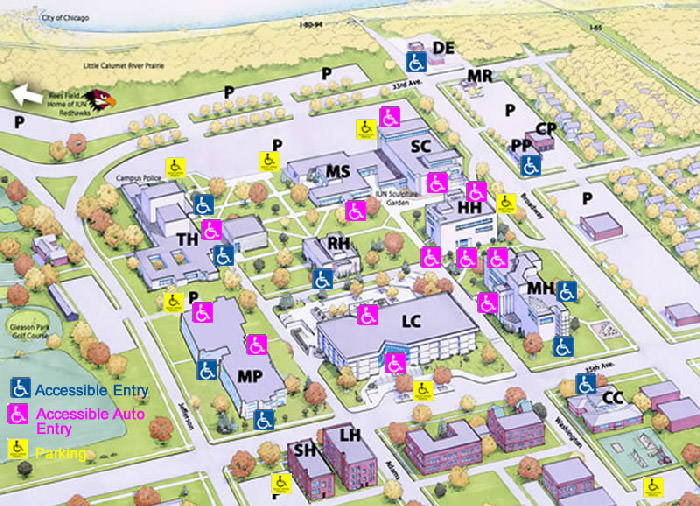 City of Chicago
I-80-94
I-65
DE
Little Calumet River Prairie
P
33rd Ave.
MR
P
Rees Field
Home of IUN
Redhawks
P
P
P
CP
PP
P
SC
MS
Campus Police
IUN Sculpture
Garden
HH
Broadway
P
TH
RH
MH
P
LC
Gleason Park
Golf Course
MP
35th Ave.
Accessible Entry
CC
Accessible Auto
Entry
Jefferson
Parking
LH
SH
Adams
Washington
P